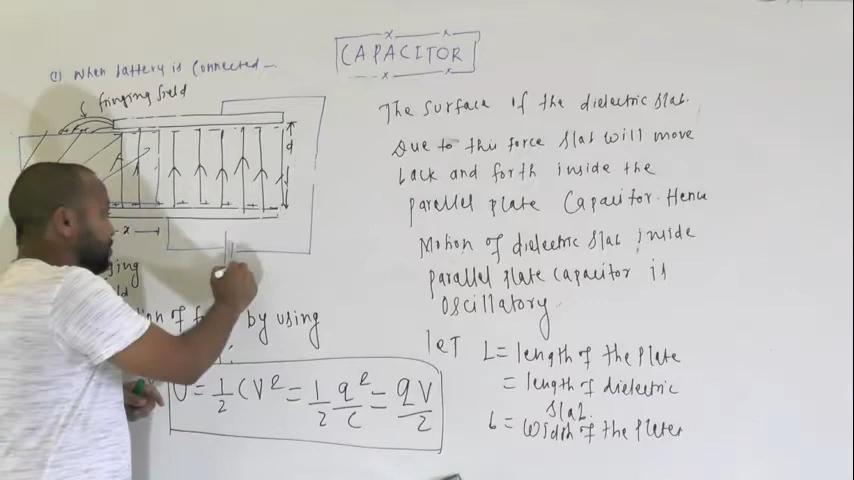 CAPACITOR
(1) When battery is connected -
fringing field
d
x
The surface of the dielectric slab.
Due to this force slab will move
back and forth inside the
parallel plate Capacitor. Hence
Motion of dielectric slab inside
parallel plate capacitor is
oscillatory.
by using
U = 1/2 CV² = 1/2 q²/C = qV/2
let L = length of the plate
= length of dielectric
slab.
b = width of the plates